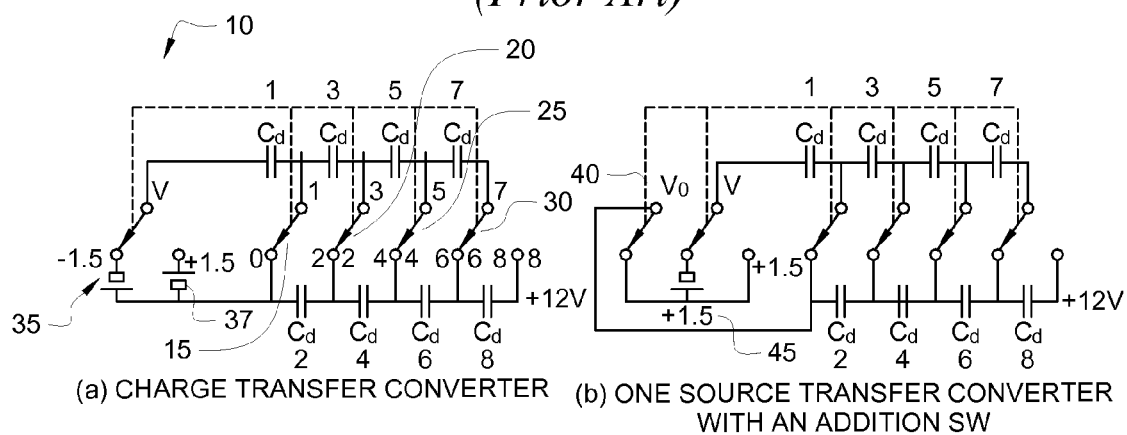 (Prior Art)
10
20
1 3 5 7
25
Cd Cd Cd Cd
V 1 3 5 7
30
-1.5 +1.5 0 2 2 4 4 6 6 8 8
+12V
35 37
15
Cd Cd Cd Cd
2 4 6 8
(a) CHARGE TRANSFER CONVERTER
1 3 5 7
Cd Cd Cd Cd
40
V0 V
+1.5
+12V
+1.5
45
Cd Cd Cd Cd
2 4 6 8
(b) ONE SOURCE TRANSFER CONVERTER
WITH AN ADDITION SW